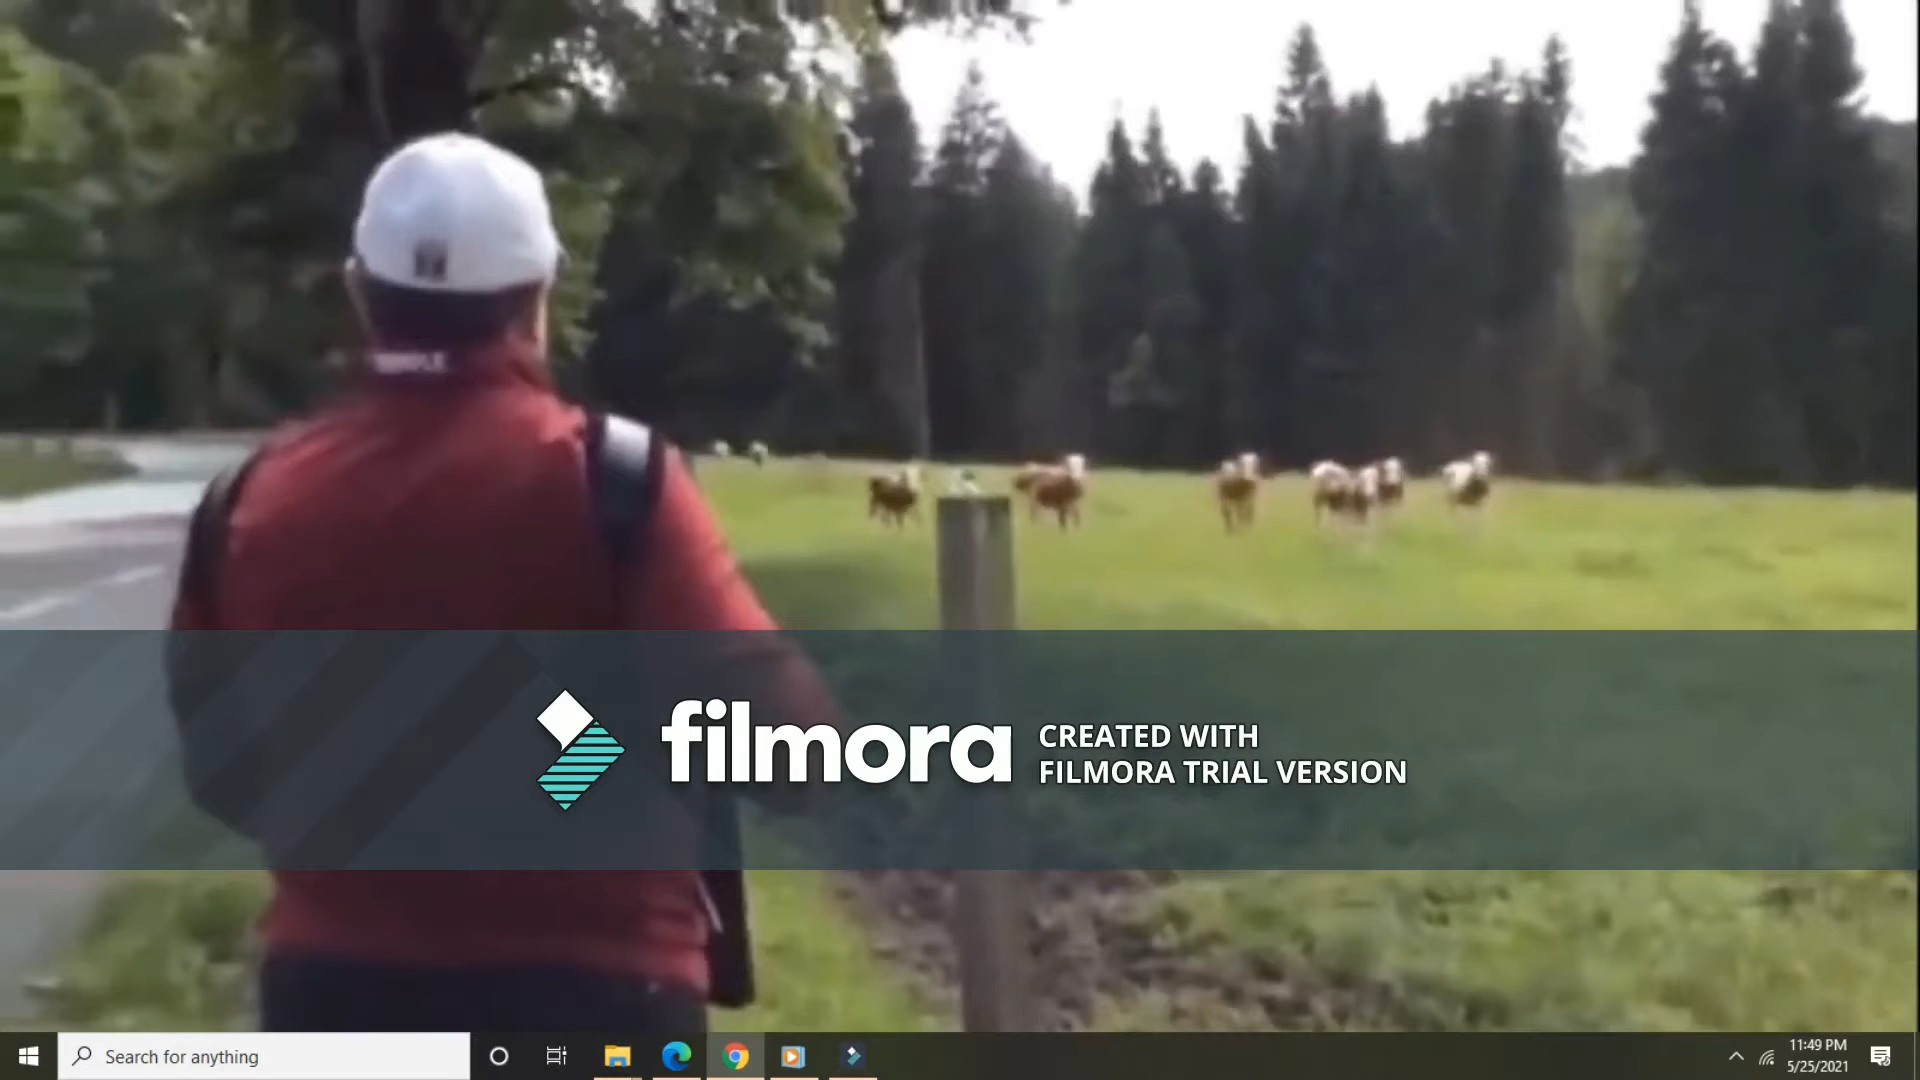 filmora
CREATED WITH
FILMORA TRIAL VERSION
Search for anything
11:49 PM
5/25/2021